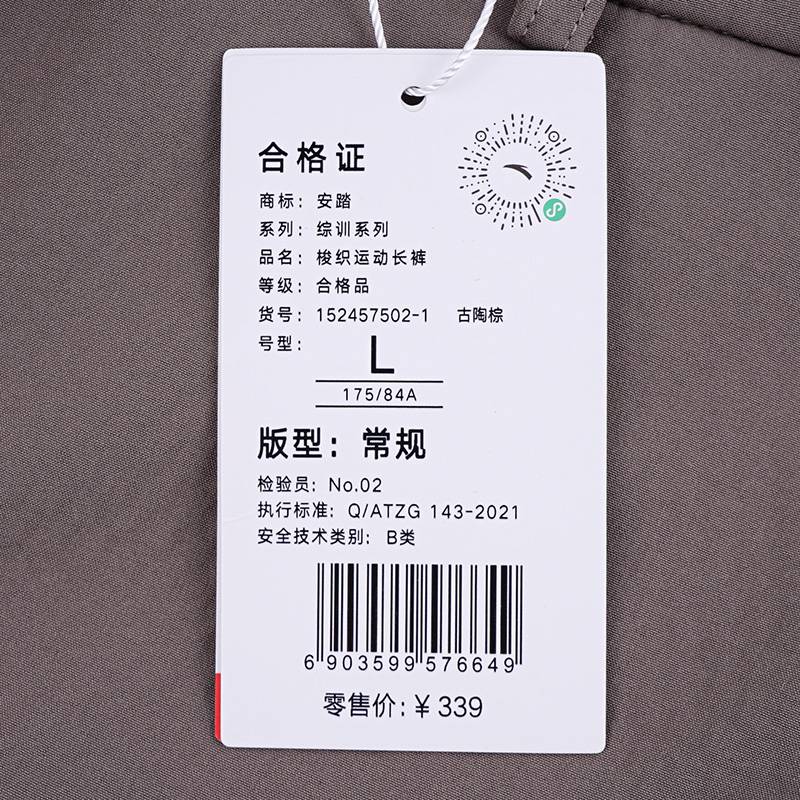 合格证
商标：安踏
系列：综训系列
品名：梭织运动长裤
等级：合格品
货号：152457502-1 古陶棕
号型：L
175/84A
版型：常规
检验员：No.02
执行标准：Q/ATZG 143-2021
安全技术类别：B类
6 903599 576649
零售价：¥ 339